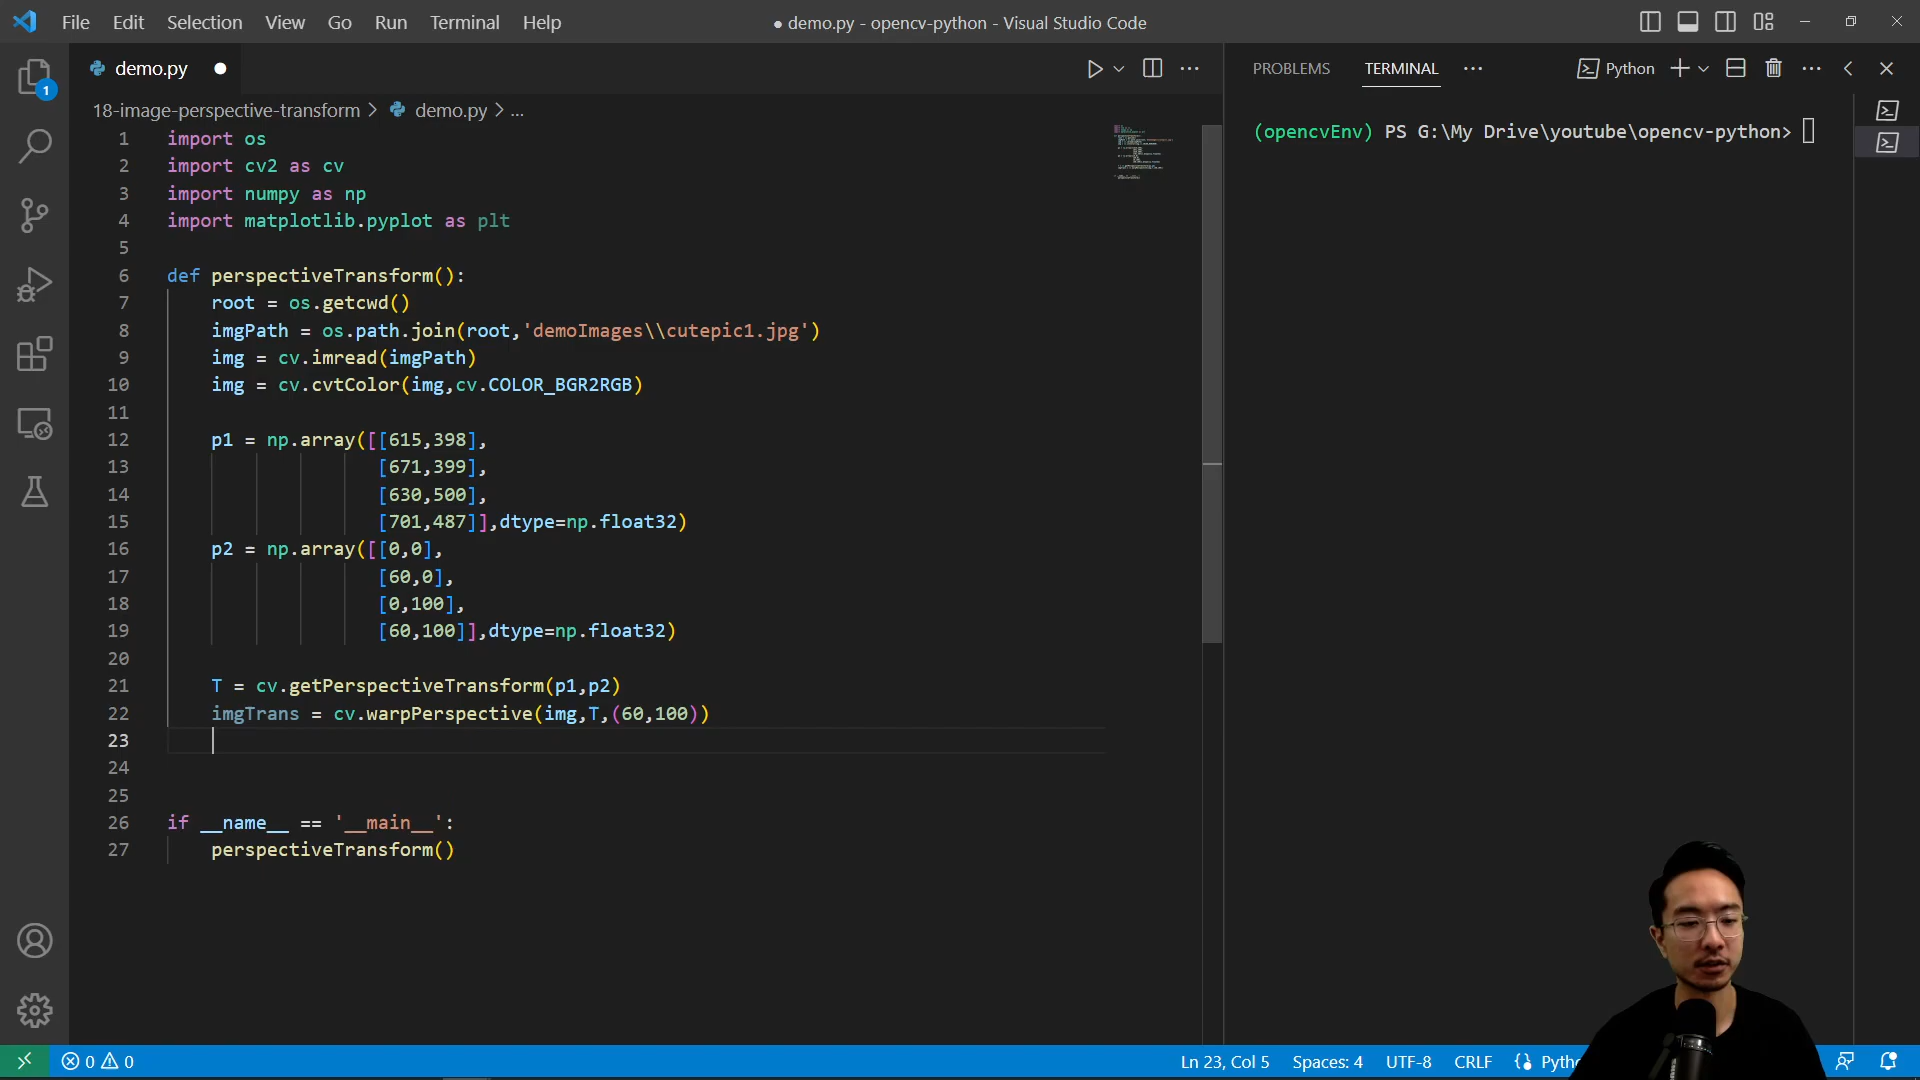 File Edit Selection View Go Run Terminal Help
● demo.py - opencv-python - Visual Studio Code
demo.py
PROBLEMS TERMINAL
Python
1
18-image-perspective-transform > demo.py > ...
(opencvEnv) PS G:\My Drive\youtube\opencv-python>
1 import os
2 import cv2 as cv
3 import numpy as np
4 import matplotlib.pyplot as plt
5
6 def perspectiveTransform():
7 root = os.getcwd()
8 imgPath = os.path.join(root,'demoImages\\cutepic1.jpg')
9 img = cv.imread(imgPath)
10 img = cv.cvtColor(img,cv.COLOR_BGR2RGB)
11
12 p1 = np.array([[615,398],
13 [671,399],
14 [630,500],
15 [701,487]],dtype=np.float32)
16 p2 = np.array([[0,0],
17 [60,0],
18 [0,100],
19 [60,100]],dtype=np.float32)
20
21 T = cv.getPerspectiveTransform(p1,p2)
22 imgTrans = cv.warpPerspective(img,T,(60,100))
23
24
25
26 if __name__ == '__main__':
27 perspectiveTransform()
0 0
Ln 23, Col 5 Spaces: 4 UTF-8 CRLF